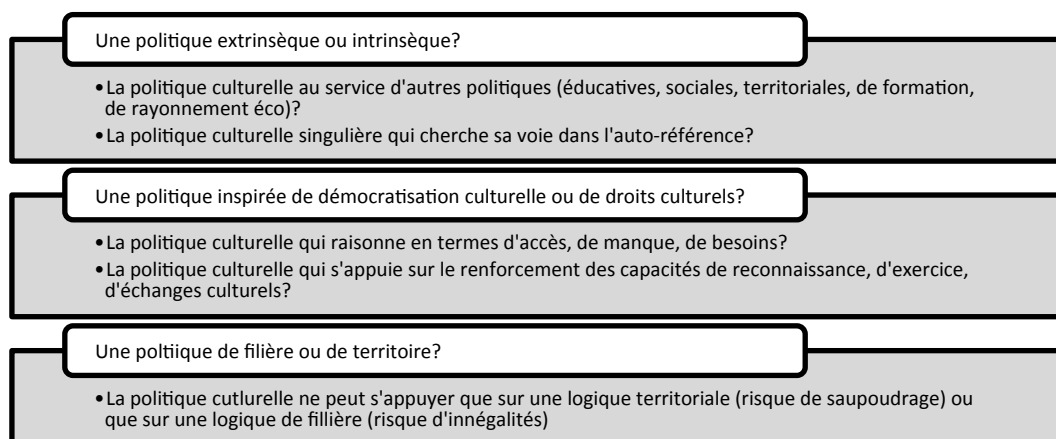 Une politique extrinsèque ou intrinsèque?
•La politique culturelle au service d'autres politiques (éducatives, sociales, territoriales, de formation,
de rayonnement éco)?
•La politique culturelle singulière qui cherche sa voie dans l'auto-référence?
Une politique inspirée de démocratisation culturelle ou de droits culturels?
•La politique culturelle qui raisonne en termes d'accès, de manque, de besoins?
•La politique culturelle qui s'appuie sur le renforcement des capacités de reconnaissance, d'exercice,
d'échanges culturels?
Une poltiique de filière ou de territoire?
•La politique cutlurelle ne peut s'appuyer que sur une logique territoriale (risque de saupoudrage) ou
que sur une logique de fillière (risque d'innégalités)